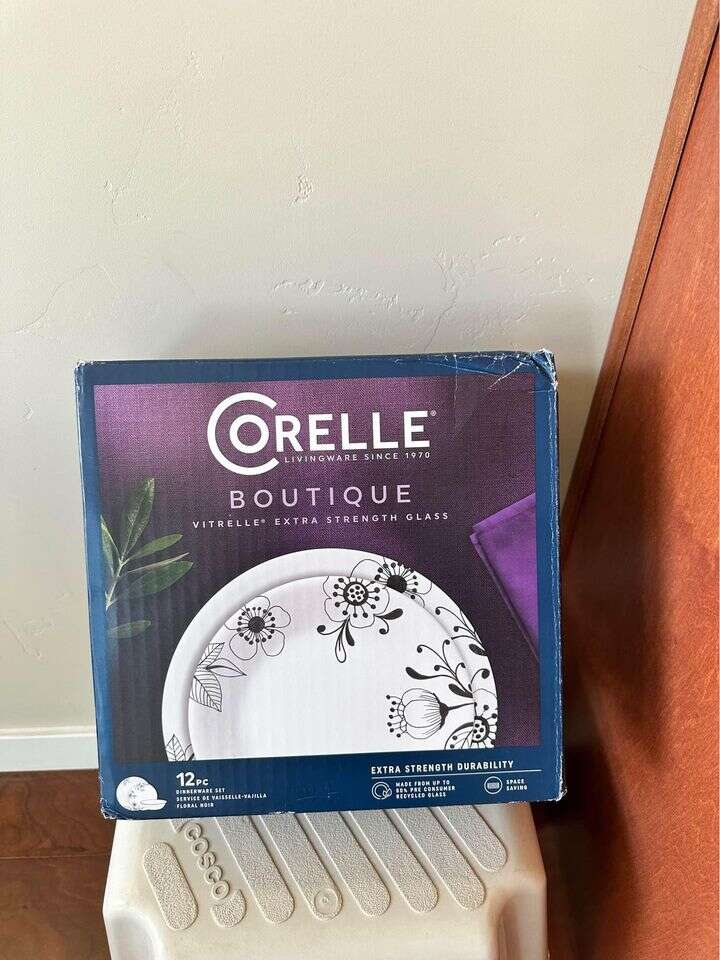 CORELLE®
LIVINGWARE SINCE 1970
BOUTIQUE
VITRELLE® EXTRA STRENGTH GLASS
12PC
DINNERWARE SET
SERVICE DE VAISSELLE-VAJILLA
FLORAL NOIR
EXTRA STRENGTH DURABILITY
MADE FROM UP TO
80% PRE CONSUMER
RECYCLED GLASS
SPACE
SAVING
COSCO